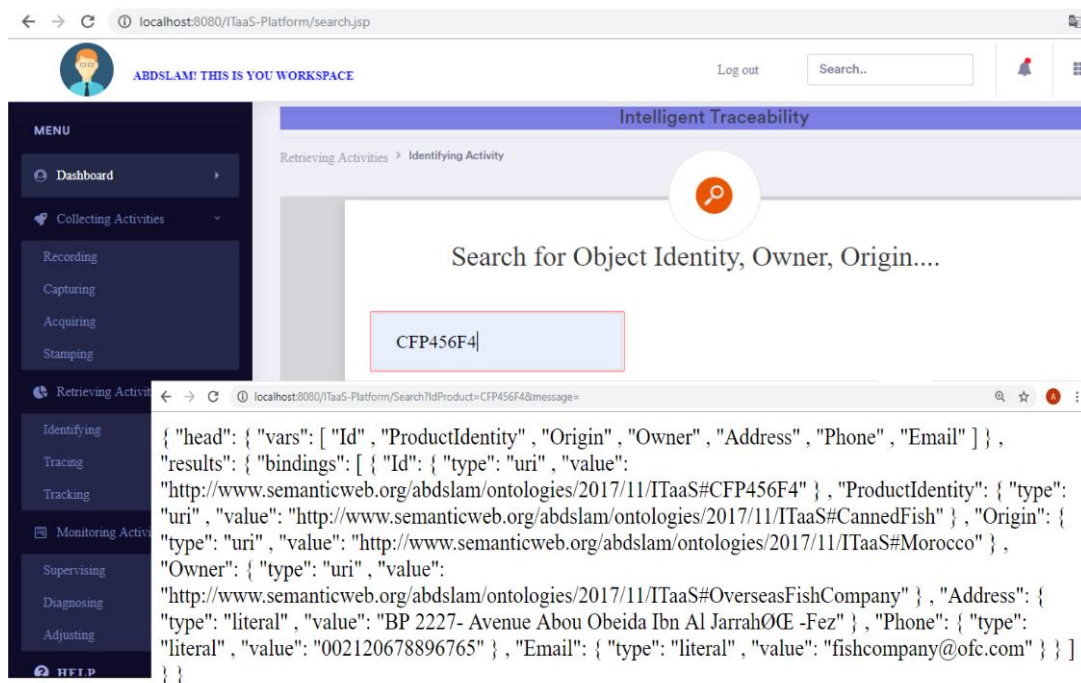 localhost:8080/ITaaS-Platform/search.jsp
ABDSLAM! THIS IS YOU WORKSPACE
Log out
Search..
MENU
Intelligent Traceability
Retrieving Activities > Identifying Activity
Dashboard
Collecting Activities
Recording
Capturing
Acquiring
Stamping
Search for Object Identity, Owner, Origin....
CFP456F4
Retrieving
Identifying
Tracing
Tracking
Monitoring
Supervising
Diagnosing
Adjusting
HELP
localhost:8080/ITaaS-Platform/Search?IdProduct=CFP456F4&message=
A
{ "head": { "vars": [ "Id" , "ProductIdentity" , "Origin" , "Owner" , "Address" , "Phone" , "Email" ] } ,
"results": { "bindings": [ { "Id": { "type": "uri" , "value":
"http://www.semanticweb.org/abdslam/ontologies/2017/11/ITaaS#CFP456F4" } , "ProductIdentity": { "type":
"uri" , "value": "http://www.semanticweb.org/abdslam/ontologies/2017/11/ITaaS#CannedFish" } , "Origin": {
"type": "uri" , "value": "http://www.semanticweb.org/abdslam/ontologies/2017/11/ITaaS#Morocco" } ,
"Owner": { "type": "uri" , "value":
"http://www.semanticweb.org/abdslam/ontologies/2017/11/ITaaS#OverseasFishCompany" } , "Address": {
"type": "literal" , "value": "BP 2227- Avenue Abou Obeida Ibn Al JarrahØŒ -Fez" } , "Phone": { "type":
"literal" , "value": "002120678896765" } , "Email": { "type": "literal" , "value": "fishcompany@ofc.com" } } ]
} }